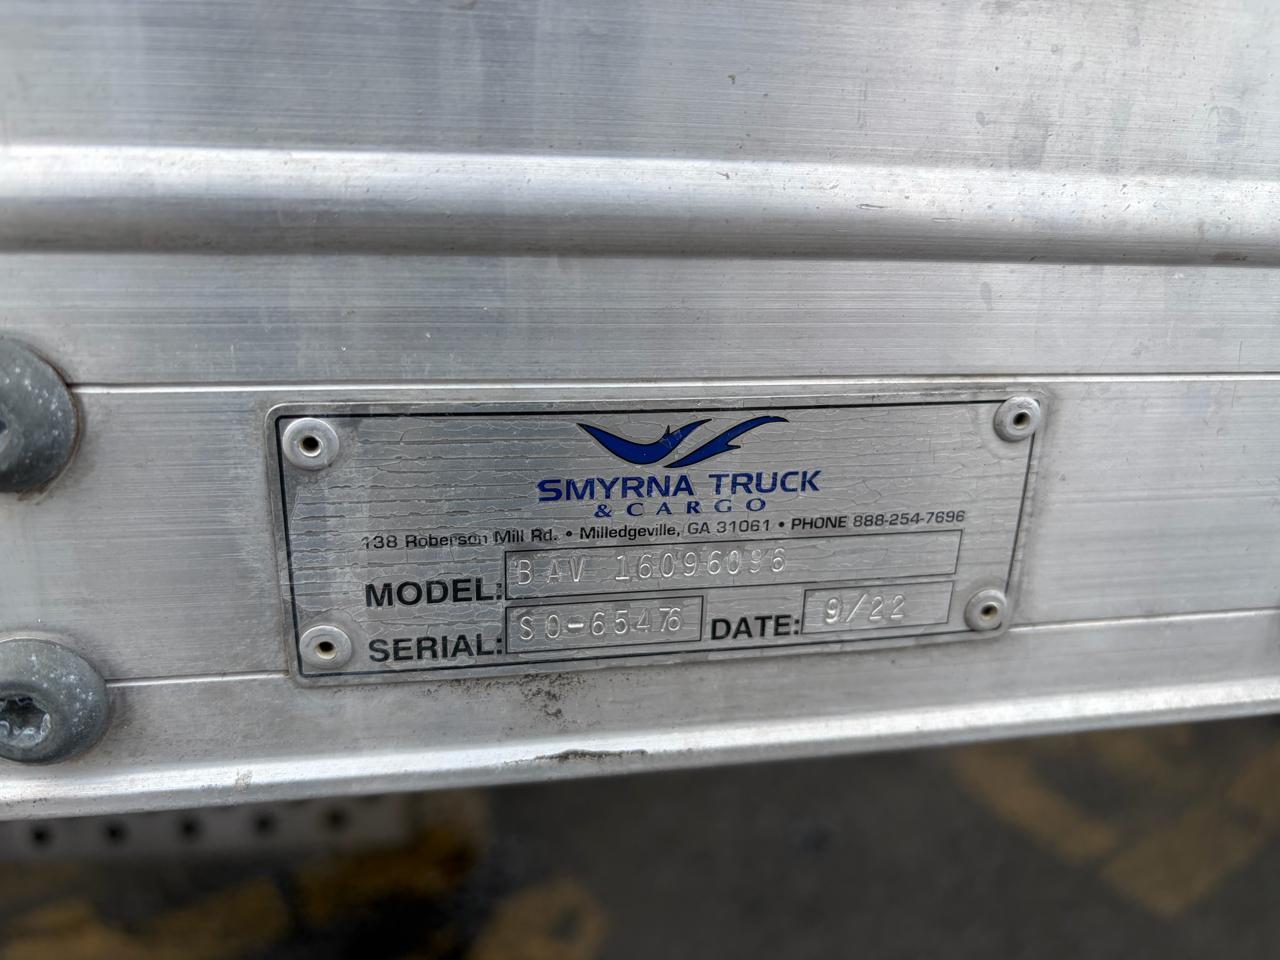 SMYRNA TRUCK
& CARGO
138 Roberson Mill Rd. • Milledgeville, GA 31061 • PHONE 888-254-7696
MODEL: BAV 16096096
SERIAL: SO-65476 DATE: 9/22